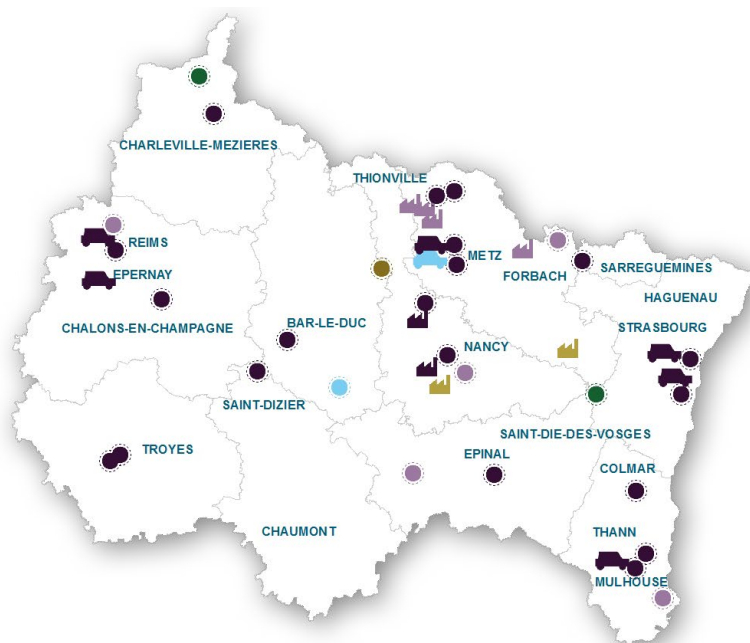 CHARLEVILLE-MEZIERES
THIONVILLE
REIMS
METZ
EPERNAY
FORBACH
SARREGUEMINES
HAGUENAU
CHALONS-EN-CHAMPAGNE
BAR-LE-DUC
STRASBOURG
NANCY
SAINT-DIZIER
SAINT-DIE-DES-VOSGES
TROYES
EPINAL
COLMAR
CHAUMONT
THANN
MULHOUSE